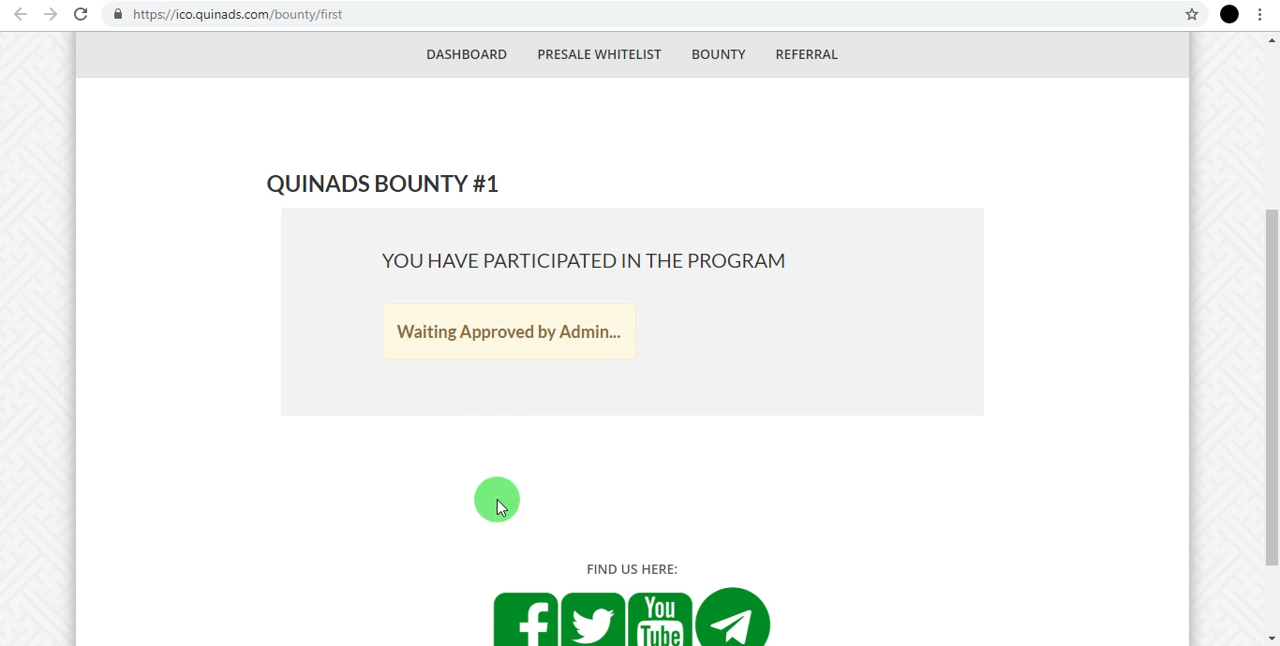 https://ico.quinads.com/bounty/first
DASHBOARD PRESALE WHITELIST BOUNTY REFERRAL
QUINADS BOUNTY #1
YOU HAVE PARTICIPATED IN THE PROGRAM
Waiting Approved by Admin...
FIND US HERE:
You
Tube